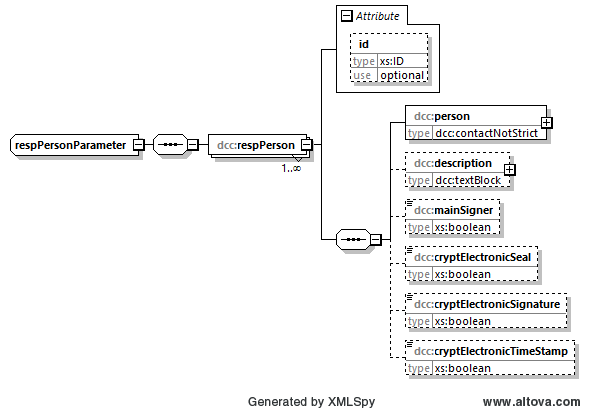 Attribute
id
type xs:ID
use optional
respPersonParameter
dcc:respPerson
1..∞
dcc:person
type dcc:contactNotStrict
dcc:description
type dcc:textBlock
dcc:mainSigner
type xs:boolean
dcc:cryptElectronicSeal
type xs:boolean
dcc:cryptElectronicSignature
type xs:boolean
dcc:cryptElectronicTimeStamp
type xs:boolean
Generated by XMLSpy
www.altova.com